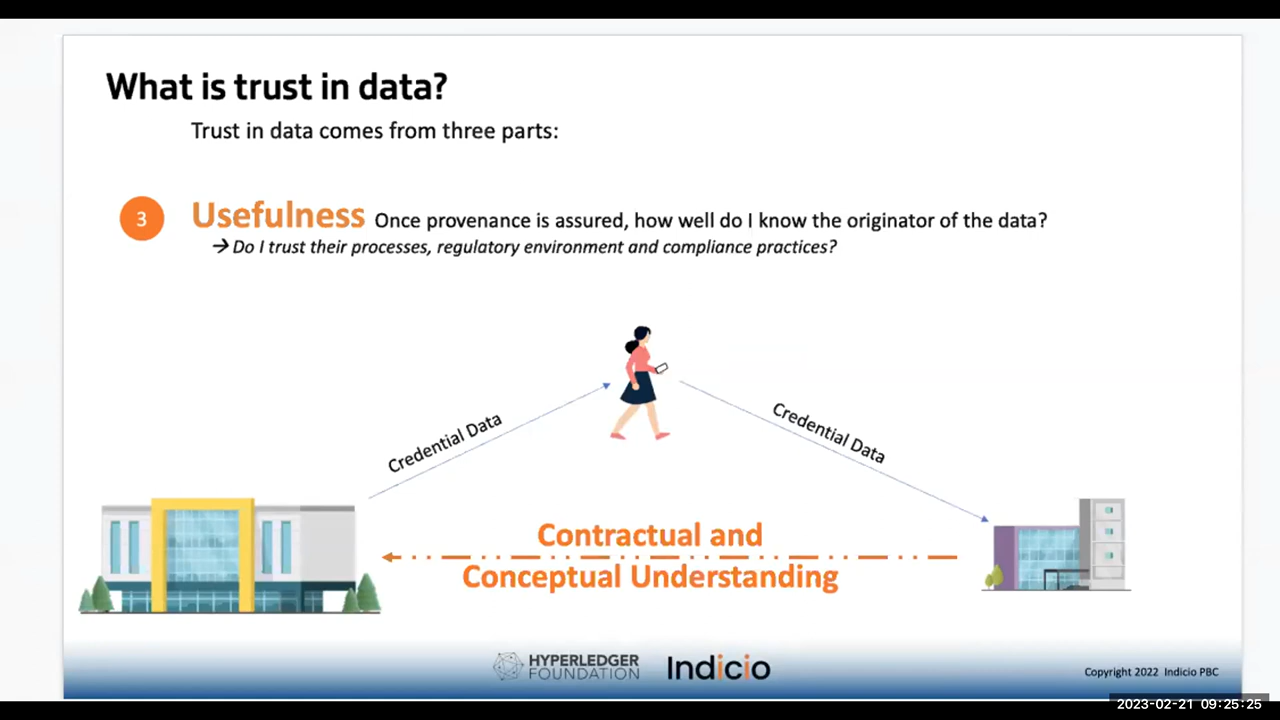 What is trust in data?
Trust in data comes from three parts:
3
Usefulness Once provenance is assured, how well do I know the originator of the data?
→ Do I trust their processes, regulatory environment and compliance practices?
Credential Data
Credential Data
Contractual and
Conceptual Understanding
HYPERLEDGER
FOUNDATION
Indicio
Copyright 2022 Indicio PBC
2023-02-21 09:25:25